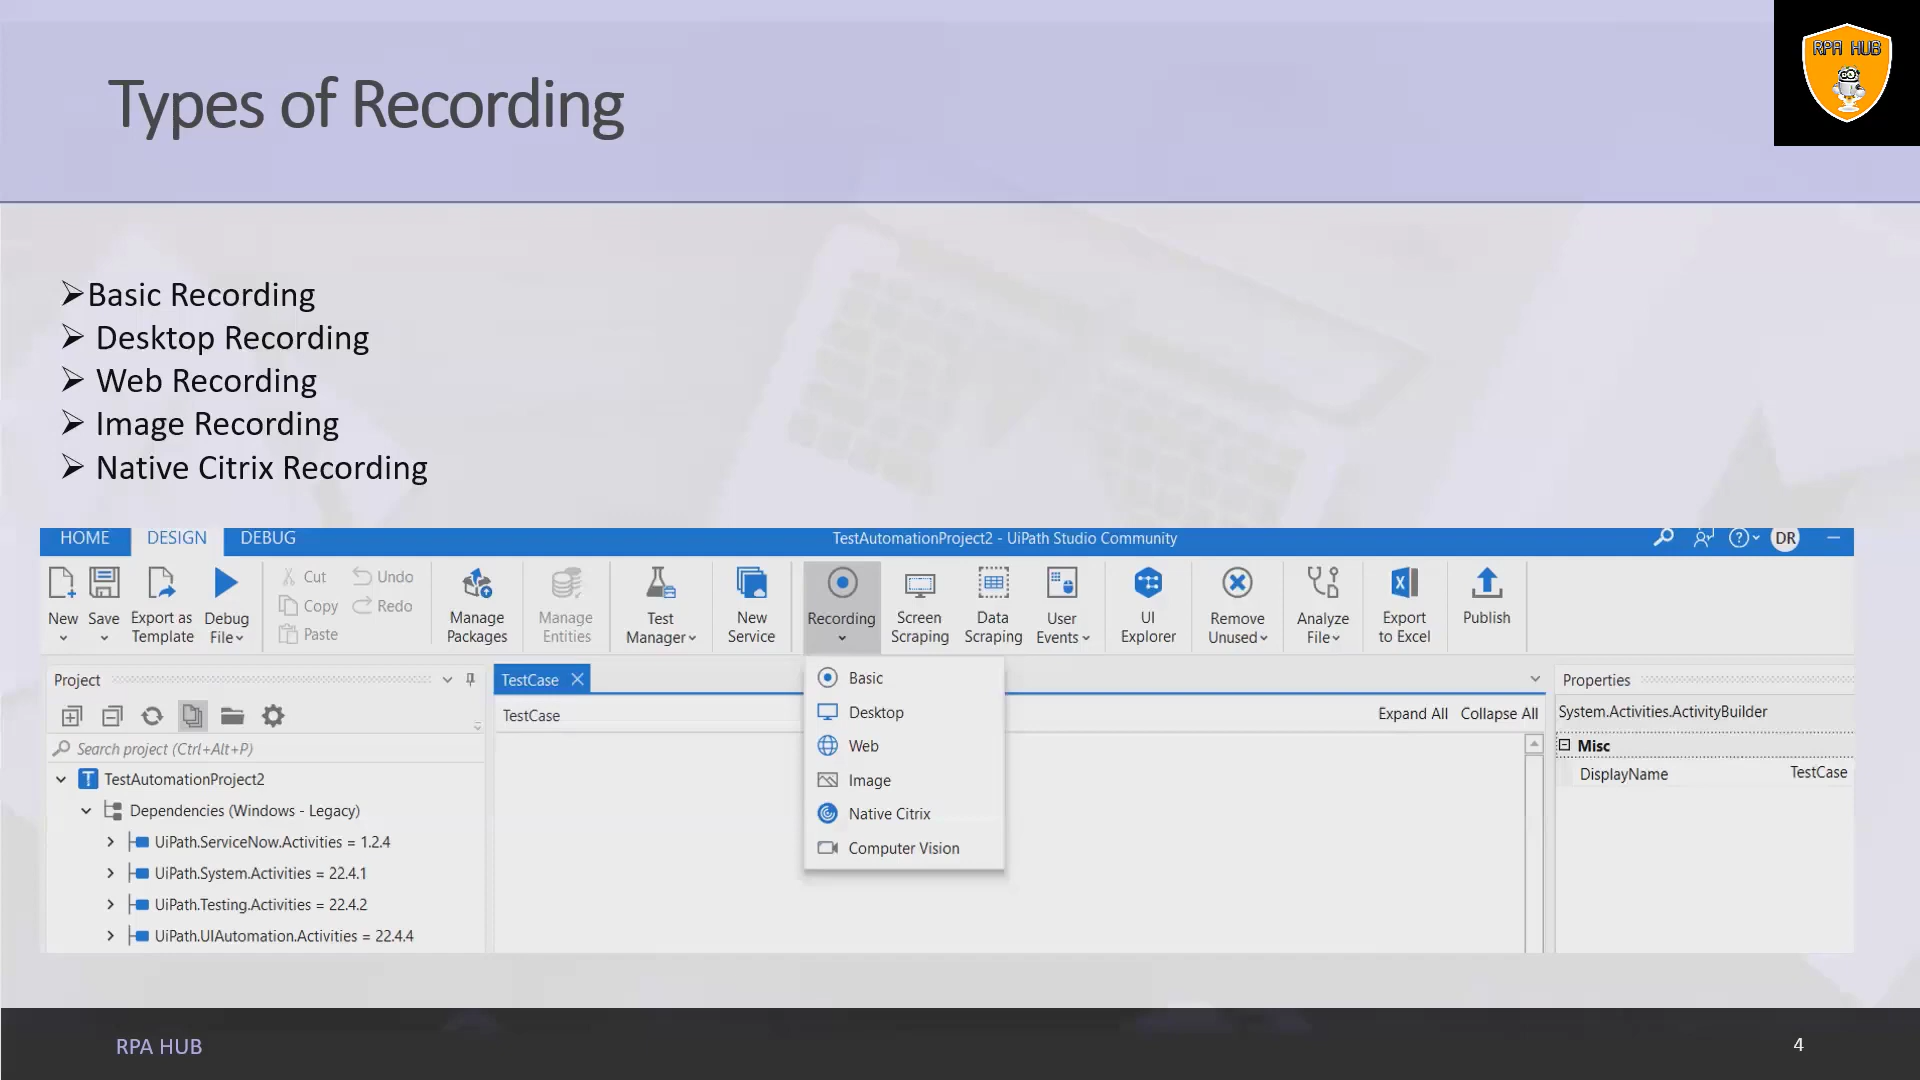 RPA HUB
Types of Recording
➢Basic Recording
➢ Desktop Recording
➢ Web Recording
➢ Image Recording
➢ Native Citrix Recording
HOME DESIGN DEBUG TestAutomationProject2 - UiPath Studio Community DR
New Save Export as Template Debug File
Cut Undo
Copy Redo
Paste
Manage Packages
Manage Entities
Test Manager
New Service
Recording
Screen Scraping
Data Scraping
User Events
UI Explorer
Remove Unused
Analyze File
Export to Excel
Publish
Project
Search project (Ctrl+Alt+P)
TestAutomationProject2
Dependencies (Windows - Legacy)
UiPath.ServiceNow.Activities = 1.2.4
UiPath.System.Activities = 22.4.1
UiPath.Testing.Activities = 22.4.2
UiPath.UIAutomation.Activities = 22.4.4
TestCase
TestCase
Expand All Collapse All
Basic
Desktop
Web
Image
Native Citrix
Computer Vision
Properties
System.Activities.ActivityBuilder
Misc
DisplayName TestCase
RPA HUB
4